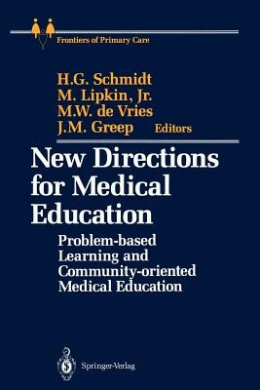 Frontiers of Primary Care
H.G. Schmidt
M. Lipkin, Jr.
M.W. de Vries
J.M. Greep Editors
New Directions
for Medical
Education
Problem-based
Learning and
Community-oriented
Medical Education
Springer-Verlag